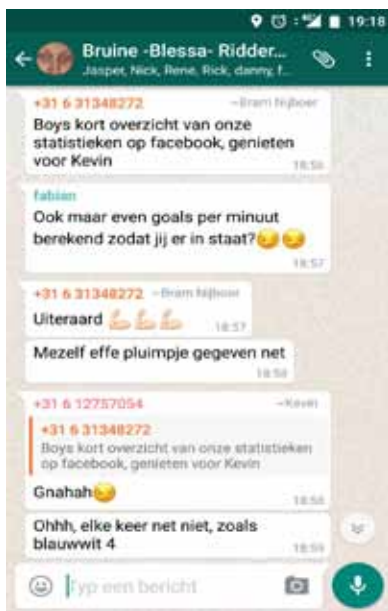 19:18
Bruine -Blessa- Ridder...
Jasper, Nick, Rene, Rick, danny, f...
+31 6 31348272 ~Bram Nijboer
Boys kort overzicht van onze
statistieken op facebook, genieten
voor Kevin
18:56
fabian
Ook maar even goals per minuut
berekend zodat jij er in staat?
18:57
+31 6 31348272 ~Bram Nijboer
Uiteraard
18:57
Mezelf effe pluimpje gegeven net
18:58
+31 6 12757054 ~Kevin
+31 6 31348272
Boys kort overzicht van onze statistieken
op facebook, genieten voor Kevin
Gnahah
18:58
Ohhh, elke keer net niet, zoals
blauwwit 4
18:59
Typ een bericht